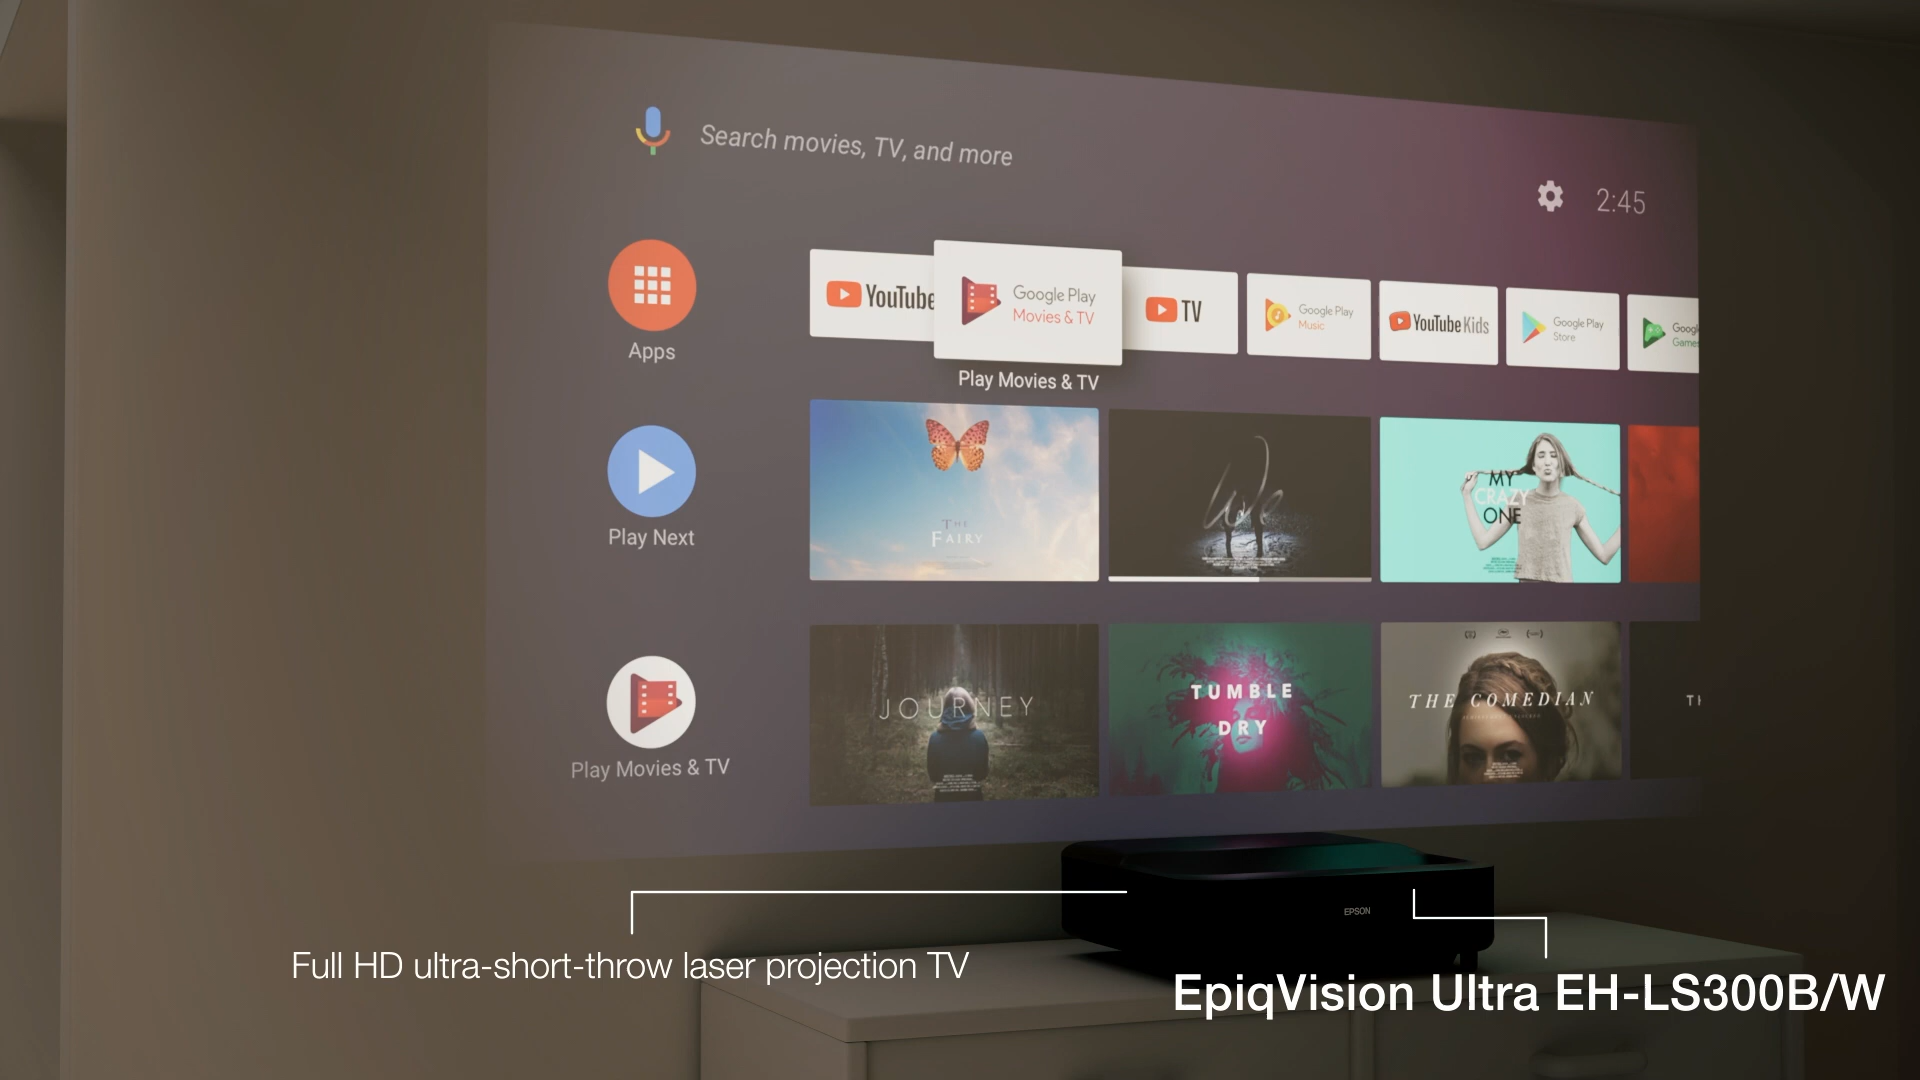 Search movies, TV, and more
2:45
Apps
YouTube
Google Play
Movies & TV
TV
Google Play
Music
YouTube Kids
Google Play
Store
Play Movies & TV
Play Next
THE
FAIRY
We
MY
CRAZY
ONE
Play Movies & TV
JOURNEY
TUMBLE
DRY
THE COMEDIAN
EPSON
Full HD ultra-short-throw laser projection TV
EpiqVision Ultra EH-LS300B/W